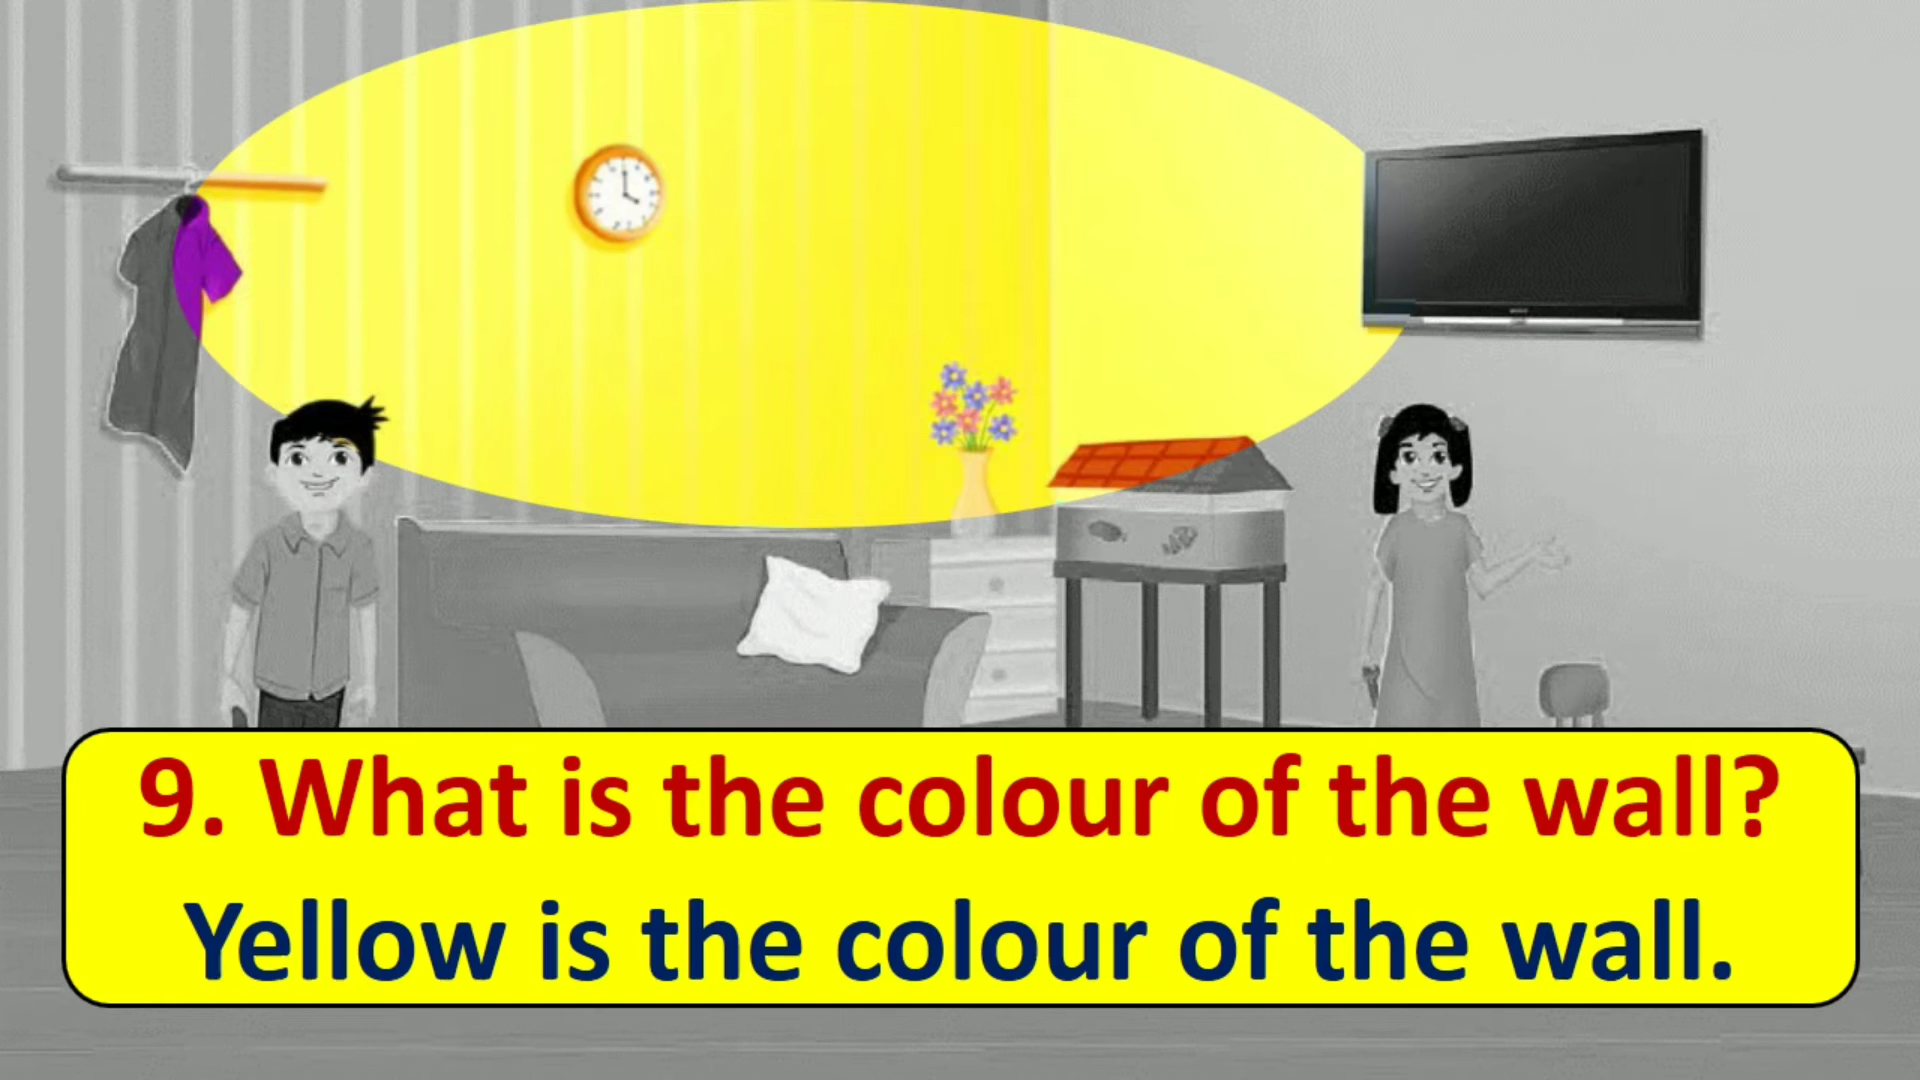 9. What is the colour of the wall?
Yellow is the colour of the wall.